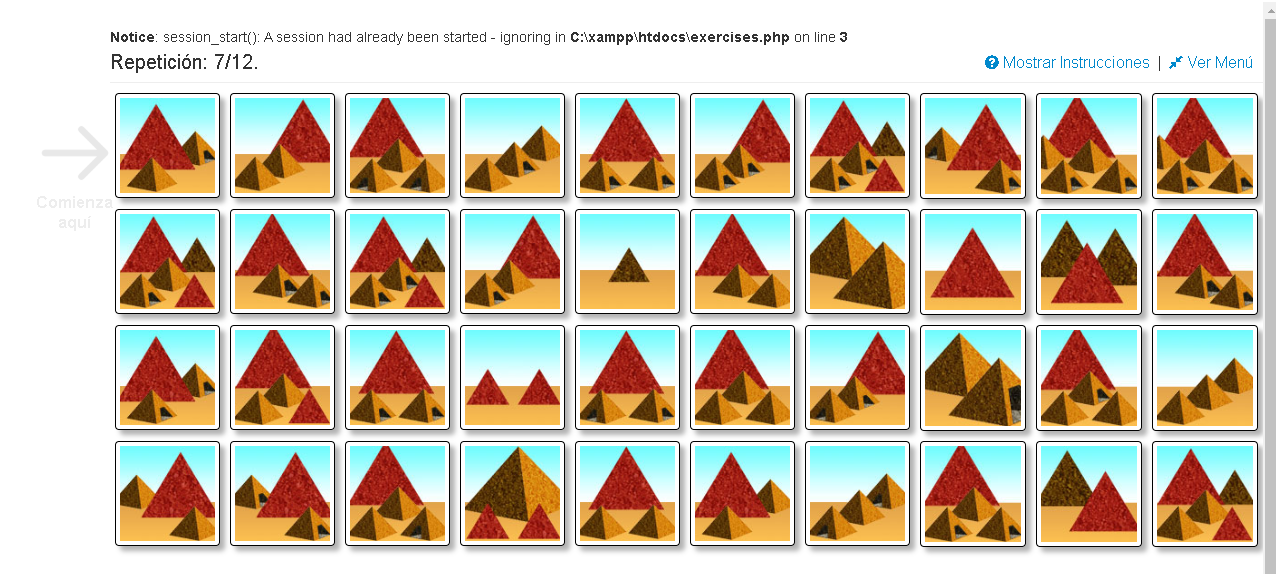 Notice: session_start(): A session had already been started - ignoring in C:\xampp\htdocs\exercises.php on line 3
Repetición: 7/12.
Mostrar Instrucciones | Ver Menú
Comienza
aquí